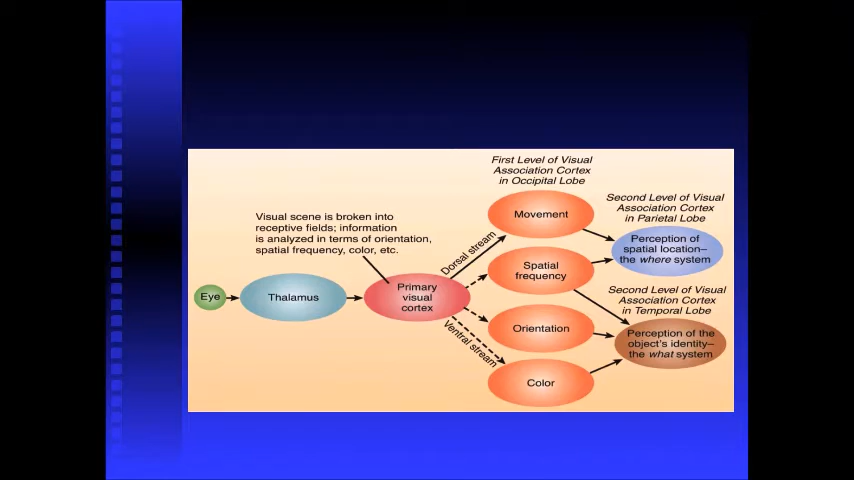 First Level of Visual
Association Cortex
in Occipital Lobe
Second Level of Visual
Association Cortex
in Parietal Lobe
Visual scene is broken into
receptive fields; information
is analyzed in terms of orientation,
spatial frequency, color, etc.
Movement
Dorsal stream
Perception of
spatial location–
the where system
Spatial
frequency
Eye
Thalamus
Primary
visual
cortex
Second Level of Visual
Association Cortex
in Temporal Lobe
Orientation
Ventral stream
Perception of the
object's identity–
the what system
Color